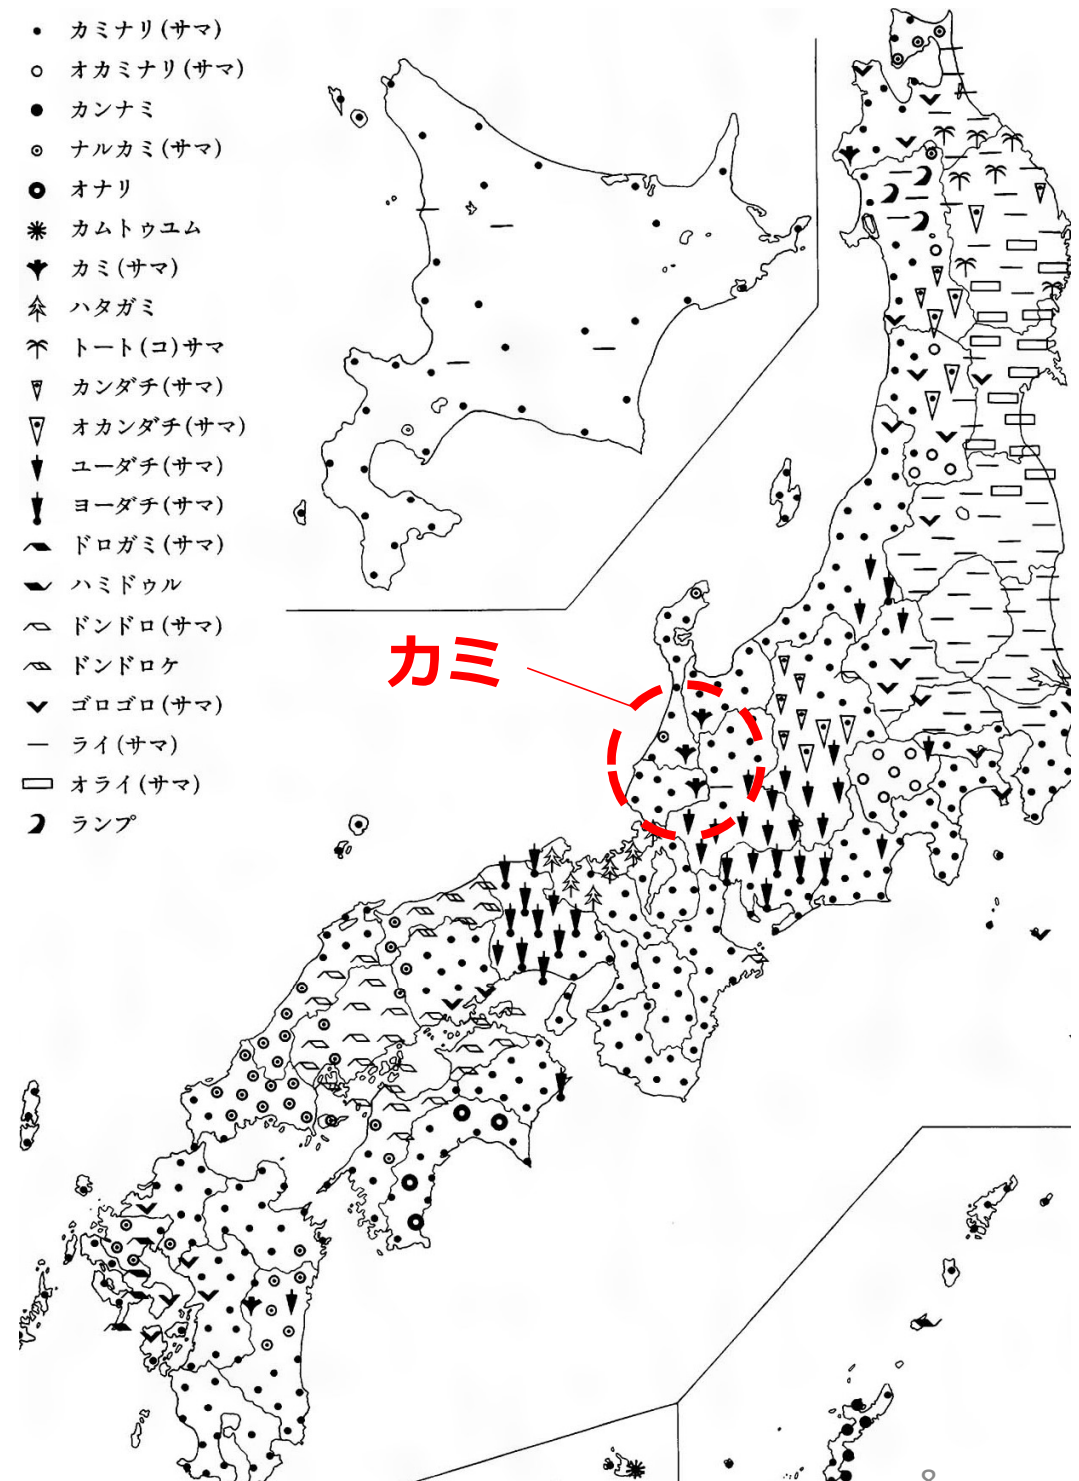 カミナリ(サマ)
オカミナリ(サマ)
カンナミ
ナルカミ(サマ)
オナリ
カムトゥユム
カミ(サマ)
ハタガミ
トート(コ)サマ
カンダチ(サマ)
オカンダチ(サマ)
ユーダチ(サマ)
ヨーダチ(サマ)
ドロガミ(サマ)
ハミドゥル
ドンドロ(サマ)
ドンドロケ
ゴロゴロ(サマ)
ライ(サマ)
オライ(サマ)
ランプ
カミ